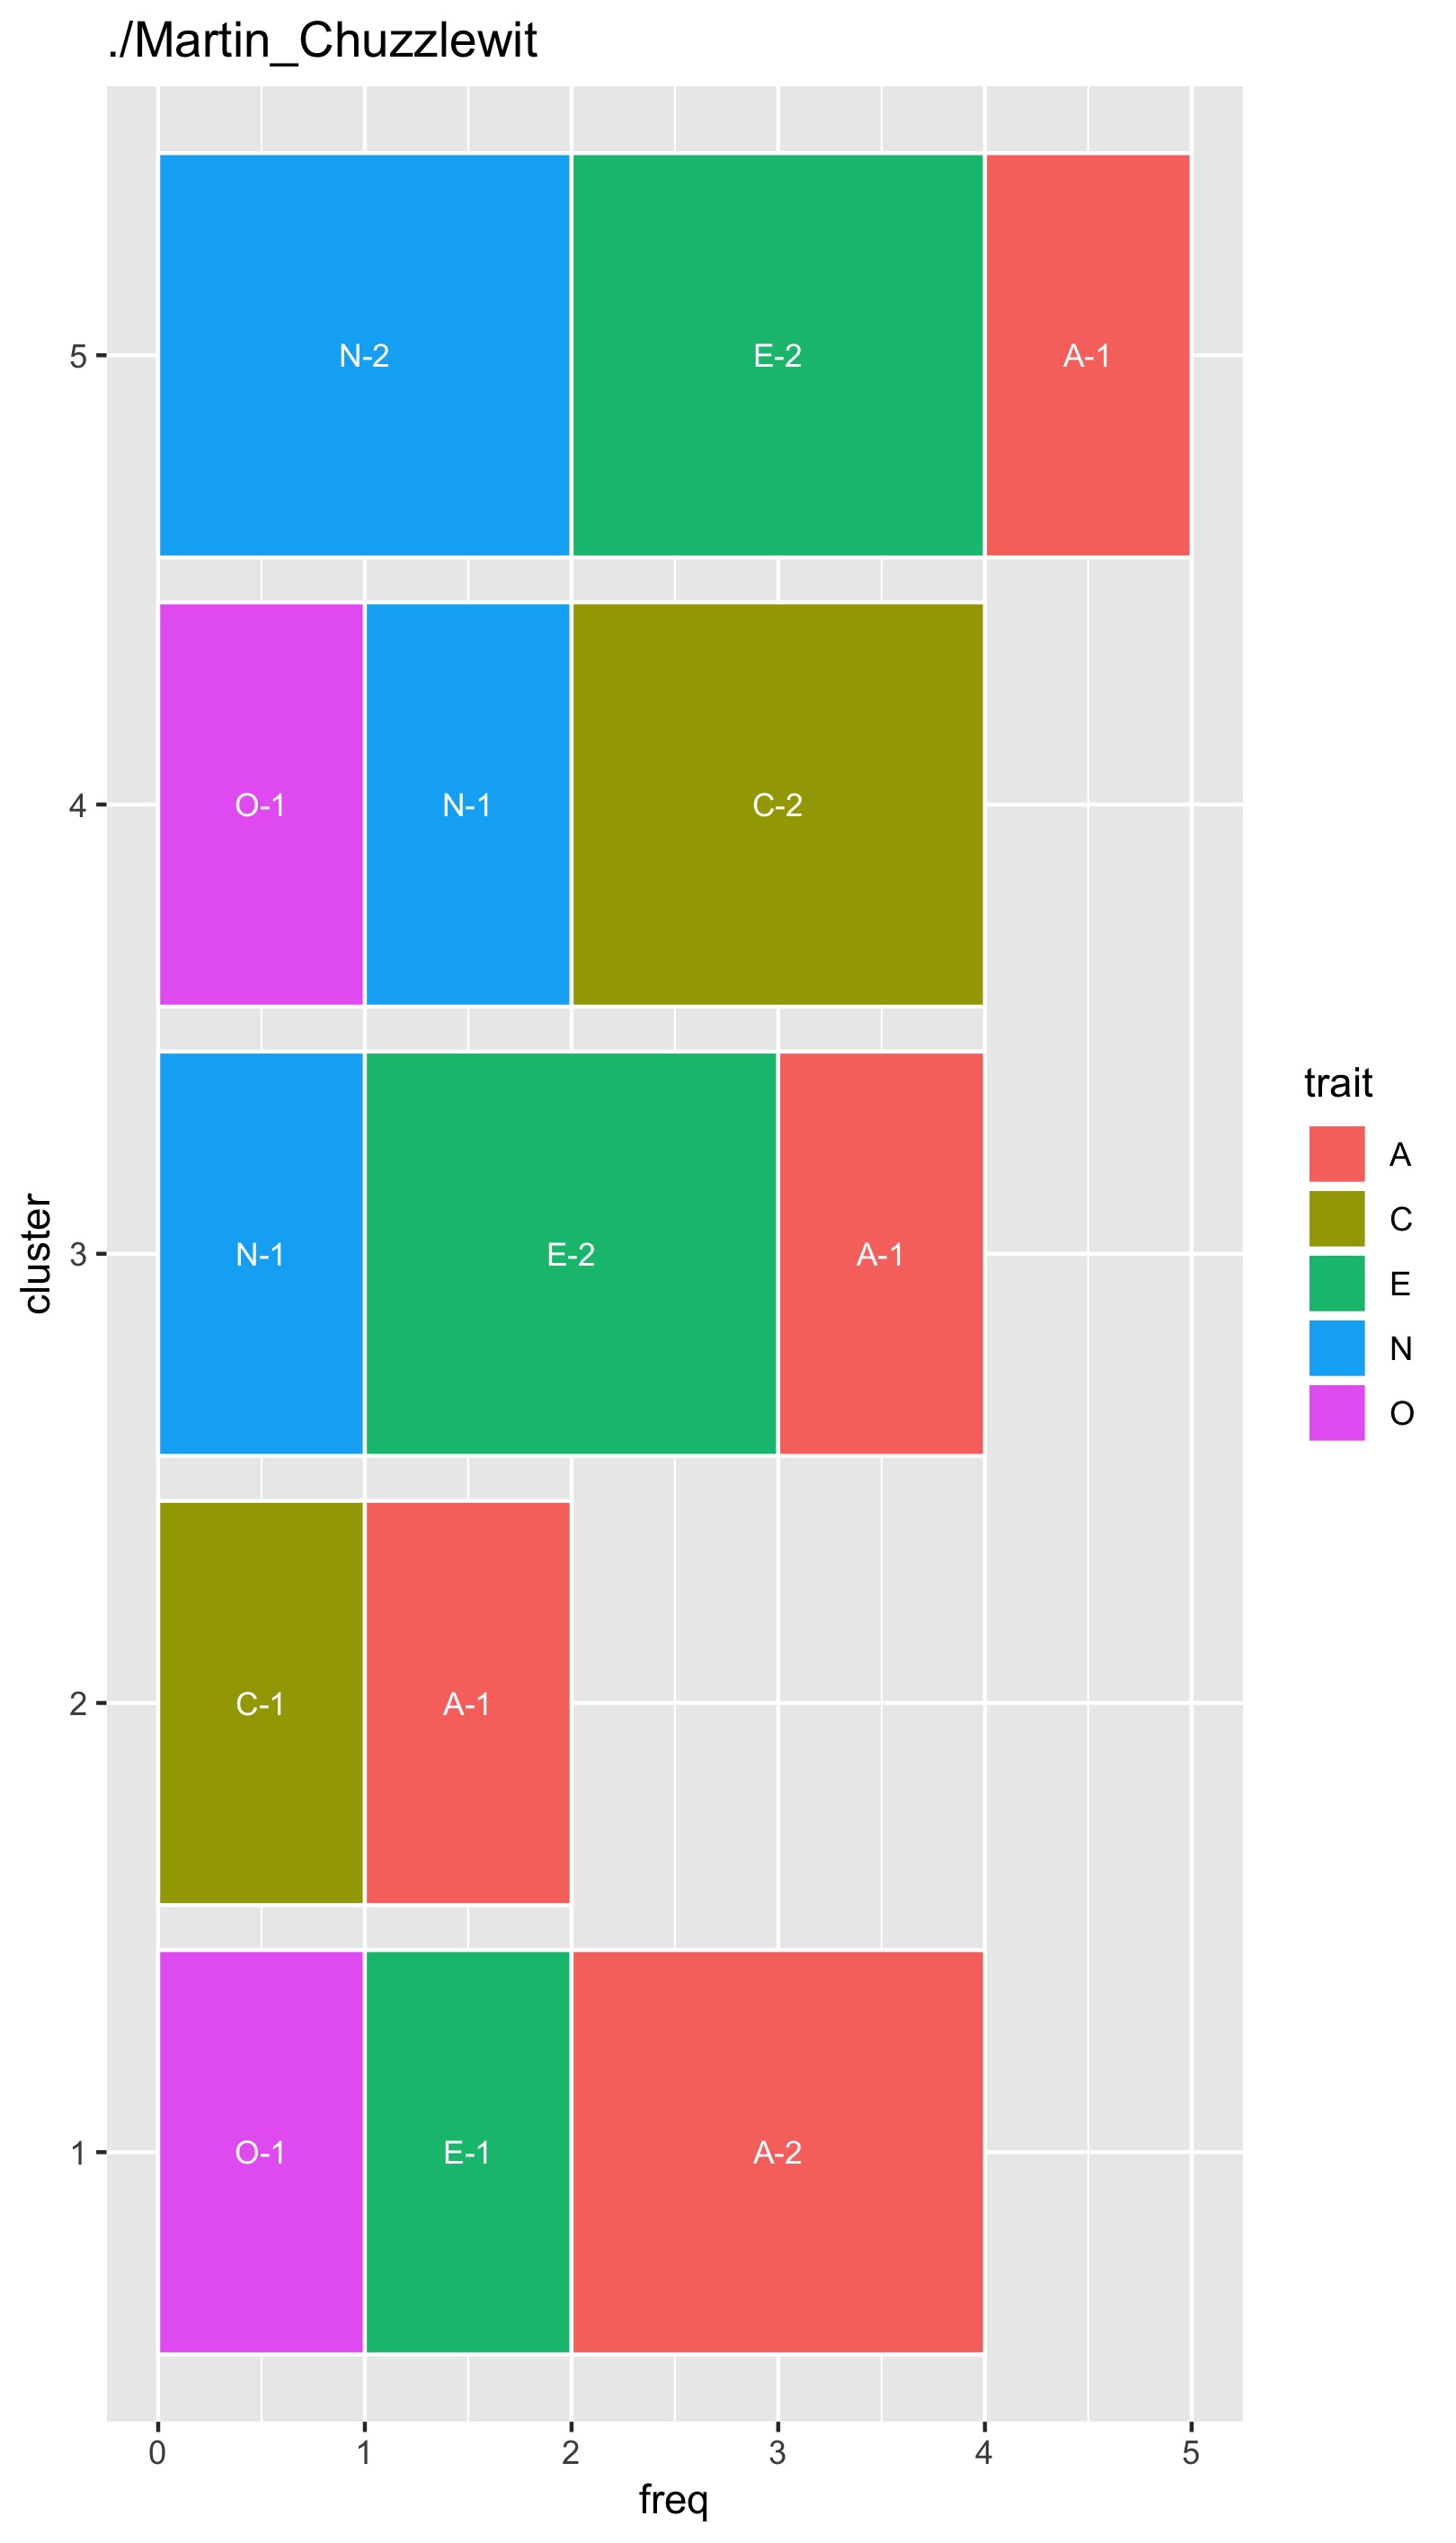 ./Martin_Chuzzlewit
5
N-2 E-2 A-1
4
O-1 N-1 C-2
3
N-1 E-2 A-1
2
C-1 A-1
1
O-1 E-1 A-2
0 1 2 3 4 5
freq
cluster
trait
A
C
E
N
O